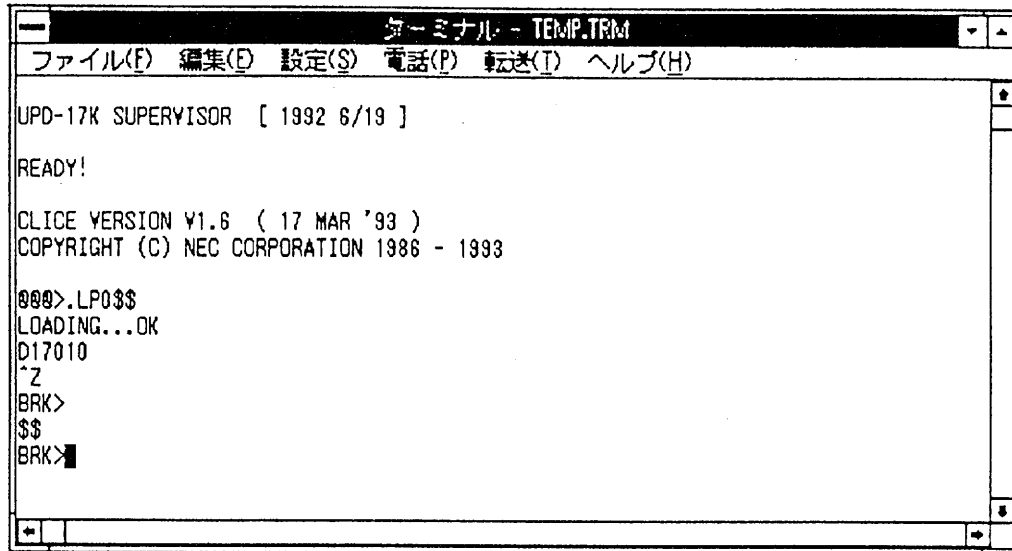 ターミナル - TEMP.TRM
ファイル(F) 編集(E) 設定(S) 電話(P) 転送(T) ヘルプ(H)
UPD-17K SUPERVISOR [ 1992 6/19 ]
READY!
CLICE VERSION V1.6 ( 17 MAR '93 )
COPYRIGHT (C) NEC CORPORATION 1986 - 1993
@@@>.LP0$$
LOADING...OK
D17010
^Z
BRK>
$$
BRK>